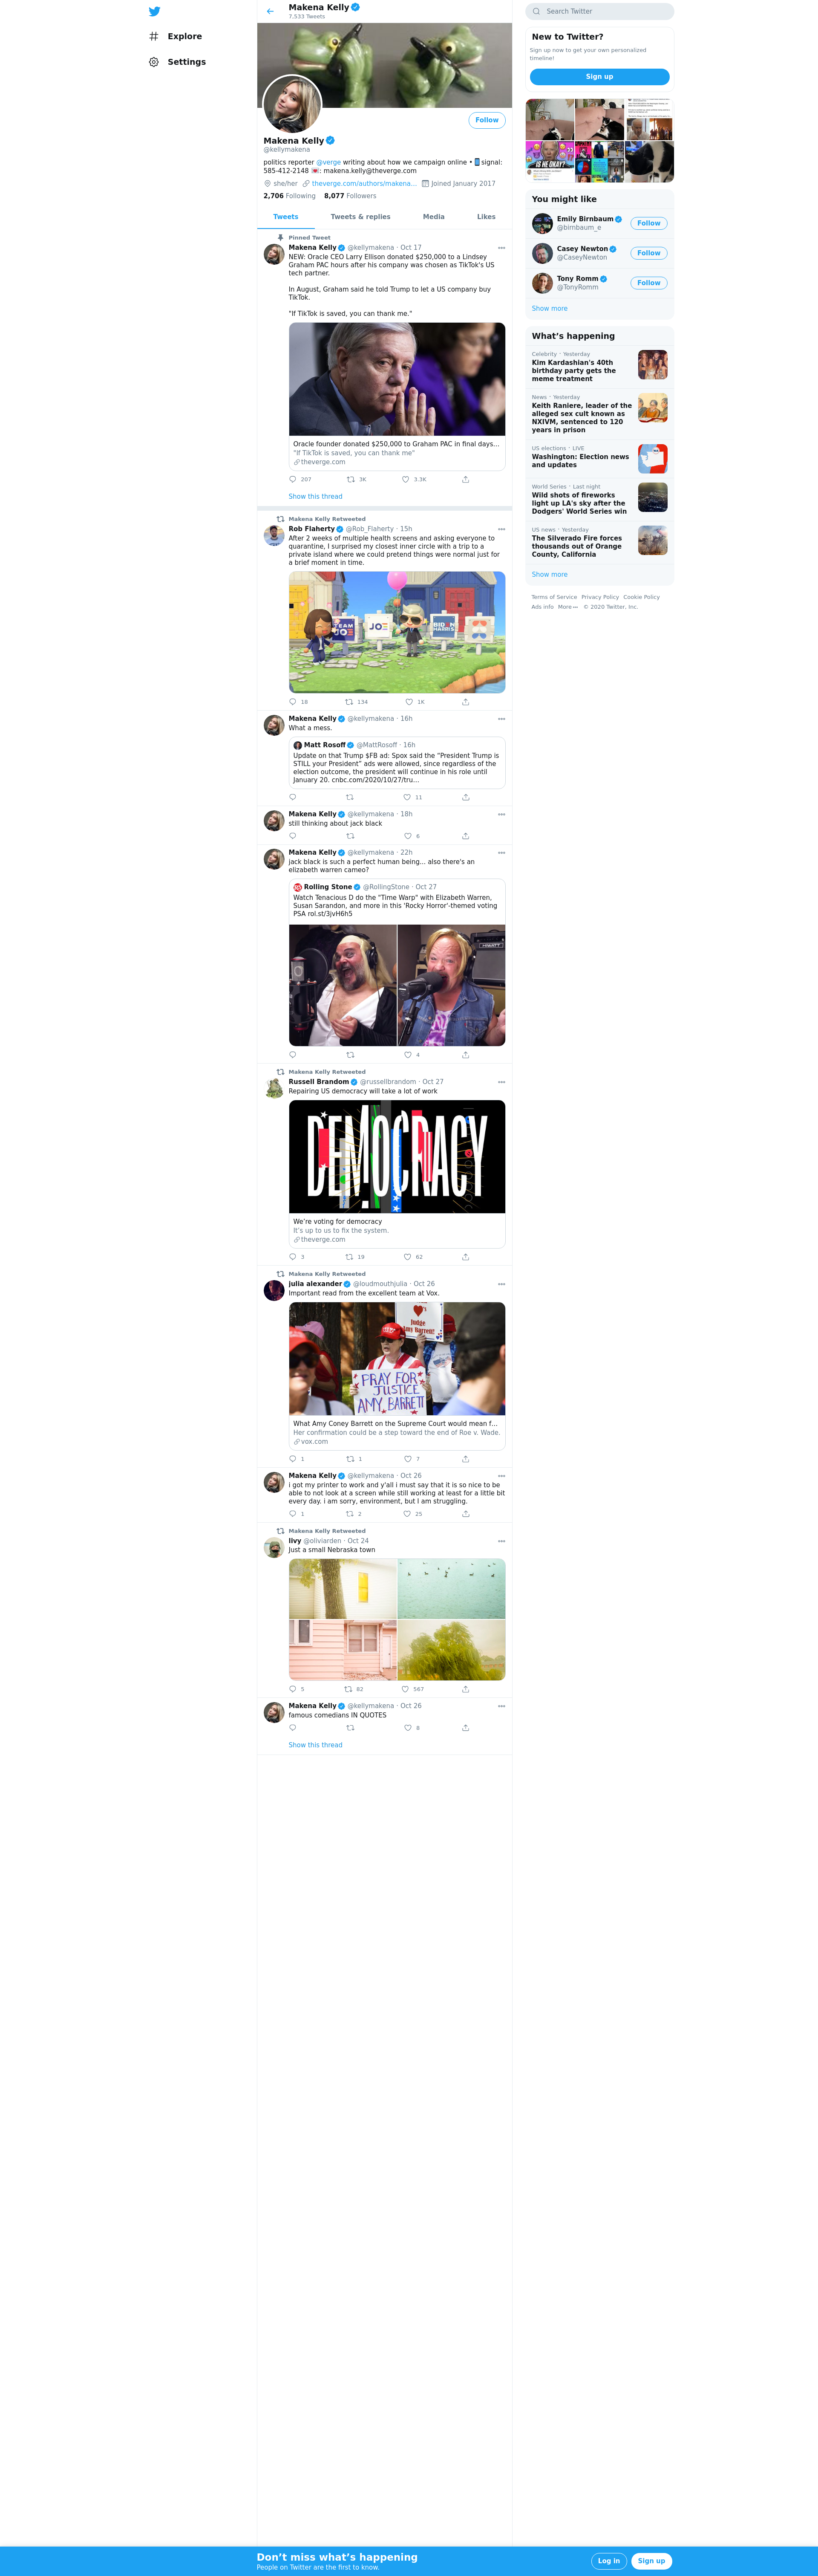 Explore
Settings
Makena Kelly
7,533 Tweets
Follow
Makena Kelly
@kellymakena
politics reporter @verge writing about how we campaign online • 📱signal:
585-412-2148 💌: makena.kelly@theverge.com
she/her theverge.com/authors/makena… Joined January 2017
2,706 Following 8,077 Followers
Tweets Tweets & replies Media Likes
Pinned Tweet
Makena Kelly @kellymakena · Oct 17
NEW: Oracle CEO Larry Ellison donated $250,000 to a Lindsey
Graham PAC hours after his company was chosen as TikTok's US
tech partner.
In August, Graham said he told Trump to let a US company buy
TikTok.
"If TikTok is saved, you can thank me."
Oracle founder donated $250,000 to Graham PAC in final days…
"If TikTok is saved, you can thank me"
theverge.com
207 3K 3.3K
Show this thread
Makena Kelly Retweeted
Rob Flaherty @Rob_Flaherty · 15h
After 2 weeks of multiple health screens and asking everyone to
quarantine, I surprised my closest inner circle with a trip to a
private island where we could pretend things were normal just for
a brief moment in time.
TEAM JOE
JOE
BIDEN HARRIS
18 134 1K
Makena Kelly @kellymakena · 16h
What a mess.
Matt Rosoff @MattRosoff · 16h
Update on that Trump $FB ad: Spox said the "President Trump is
STILL your President" ads were allowed, since regardless of the
election outcome, the president will continue in his role until
January 20. cnbc.com/2020/10/27/tru…
11
Makena Kelly @kellymakena · 18h
still thinking about jack black
6
Makena Kelly @kellymakena · 22h
jack black is such a perfect human being... also there's an
elizabeth warren cameo?
Rolling Stone @RollingStone · Oct 27
Watch Tenacious D do the "Time Warp" with Elizabeth Warren,
Susan Sarandon, and more in this 'Rocky Horror'-themed voting
PSA rol.st/3jvH6h5
4
Makena Kelly Retweeted
Russell Brandom @russellbrandom · Oct 27
Repairing US democracy will take a lot of work
DEMOCRACY
We're voting for democracy
It's up to us to fix the system.
theverge.com
3 19 62
Makena Kelly Retweeted
julia alexander @loudmouthjulia · Oct 26
Important read from the excellent team at Vox.
Judge
Amy Barrett
PRAY FOR
JUSTICE
AMY BARRETT
What Amy Coney Barrett on the Supreme Court would mean f…
Her confirmation could be a step toward the end of Roe v. Wade.
vox.com
1 1 7
Makena Kelly @kellymakena · Oct 26
i got my printer to work and y'all i must say that it is so nice to be
able to not look at a screen while still working at least for a little bit
every day. i am sorry, environment, but I am struggling.
1 2 25
Makena Kelly Retweeted
livy @oliviarden · Oct 24
Just a small Nebraska town
5 82 567
Makena Kelly @kellymakena · Oct 26
famous comedians IN QUOTES
8
Show this thread
Search Twitter
New to Twitter?
Sign up now to get your own personalized
timeline!
Sign up
IS HE OKAY?
You might like
Emily Birnbaum
@birnbaum_e
Follow
Casey Newton
@CaseyNewton
Follow
Tony Romm
@TonyRomm
Follow
Show more
What's happening
Celebrity · Yesterday
Kim Kardashian's 40th
birthday party gets the
meme treatment
News · Yesterday
Keith Raniere, leader of the
alleged sex cult known as
NXIVM, sentenced to 120
years in prison
US elections · LIVE
Washington: Election news
and updates
World Series · Last night
Wild shots of fireworks
light up LA's sky after the
Dodgers' World Series win
US news · Yesterday
The Silverado Fire forces
thousands out of Orange
County, California
Show more
Terms of Service Privacy Policy Cookie Policy
Ads info More © 2020 Twitter, Inc.
Don't miss what's happening
People on Twitter are the first to know.
Log in
Sign up